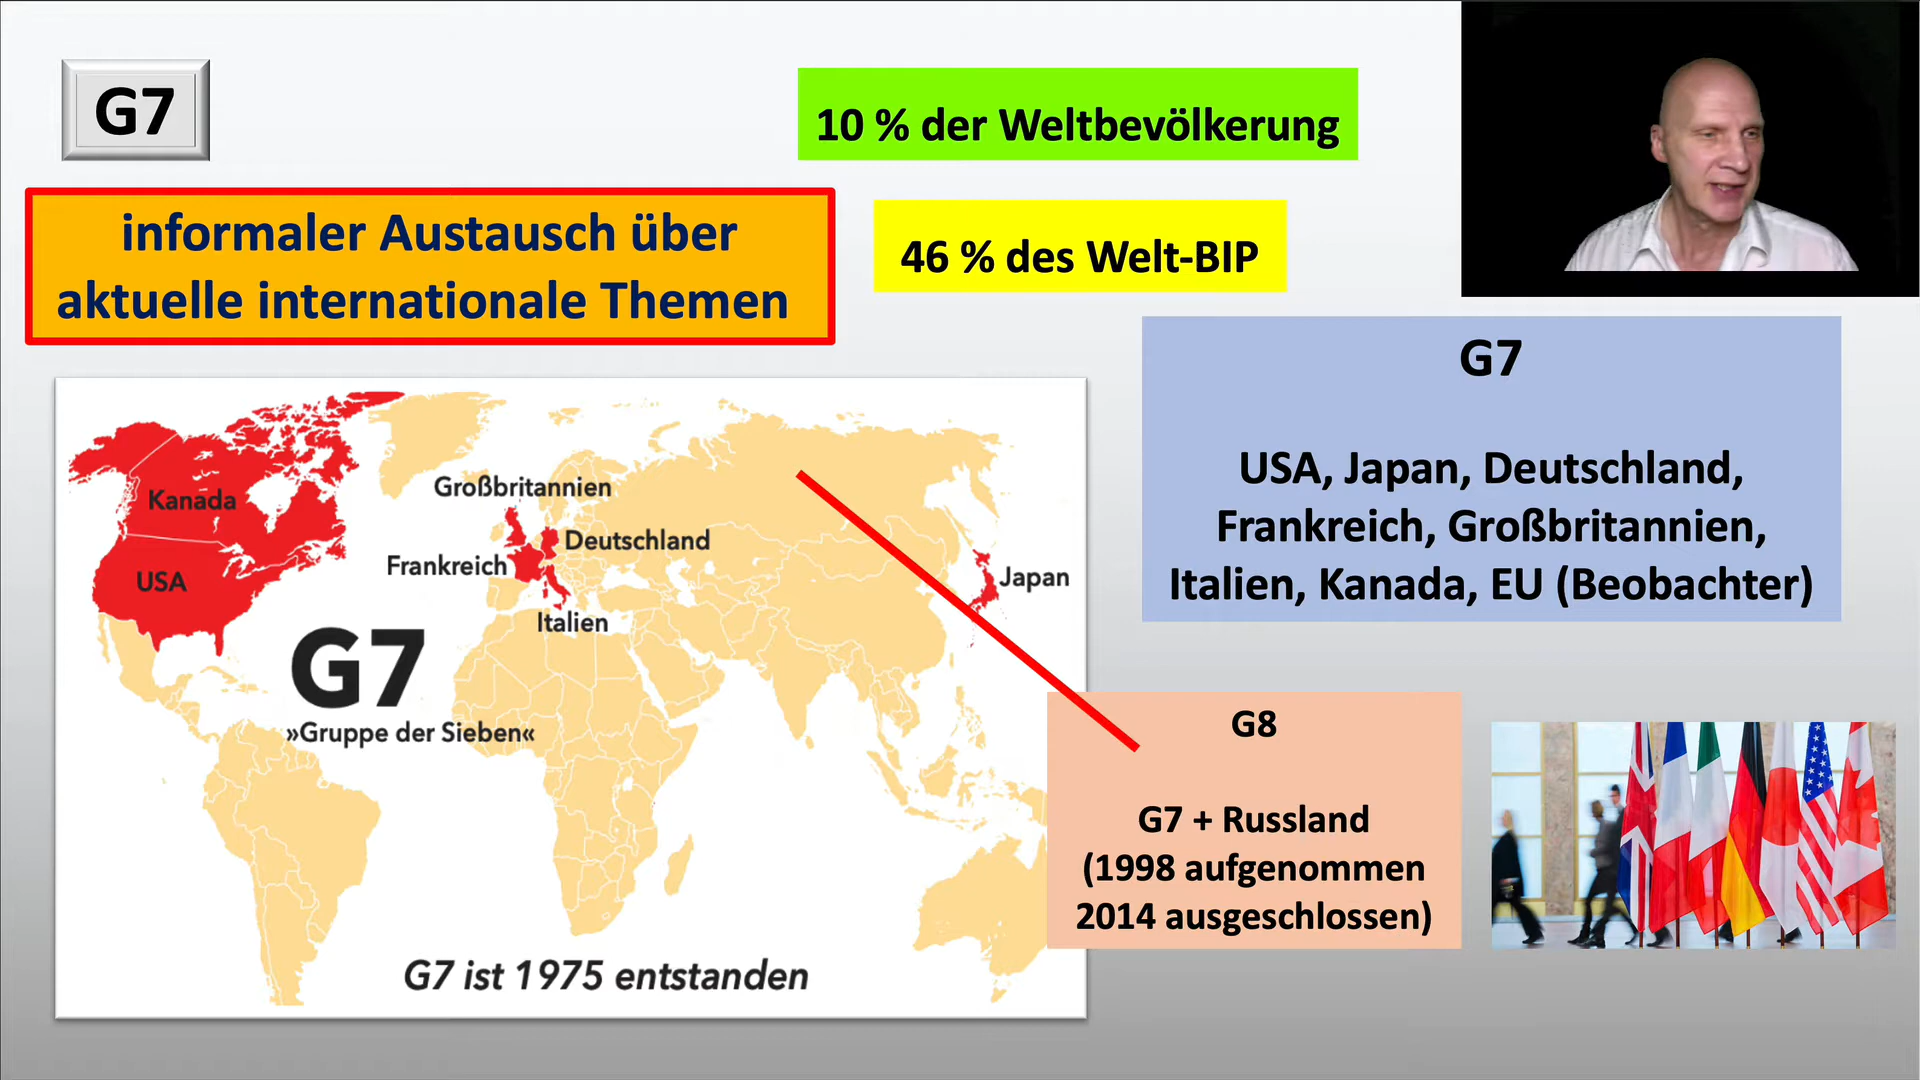 G7
10 % der Weltbevölkerung
informaler Austausch über
aktuelle internationale Themen
46 % des Welt-BIP
G7
USA, Japan, Deutschland,
Frankreich, Großbritannien,
Italien, Kanada, EU (Beobachter)
Kanada
USA
Großbritannien
Deutschland
Frankreich
Italien
Japan
G7
»Gruppe der Sieben«
G7 ist 1975 entstanden
G8
G7 + Russland
(1998 aufgenommen
2014 ausgeschlossen)